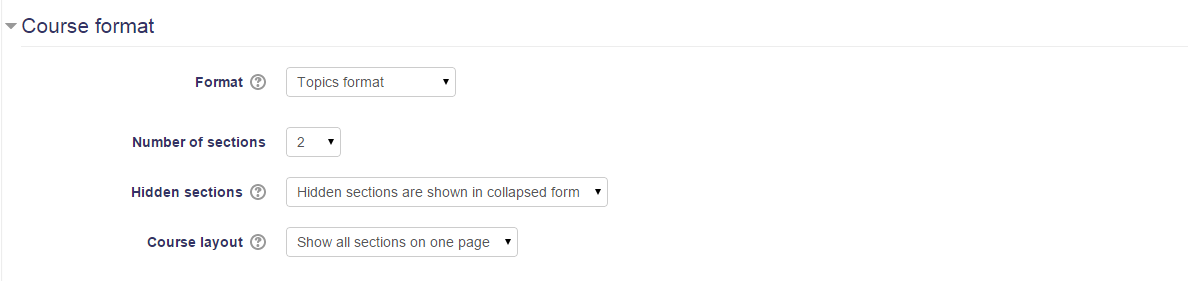 Course format
Format Topics format
Number of sections 2
Hidden sections Hidden sections are shown in collapsed form
Course layout Show all sections on one page